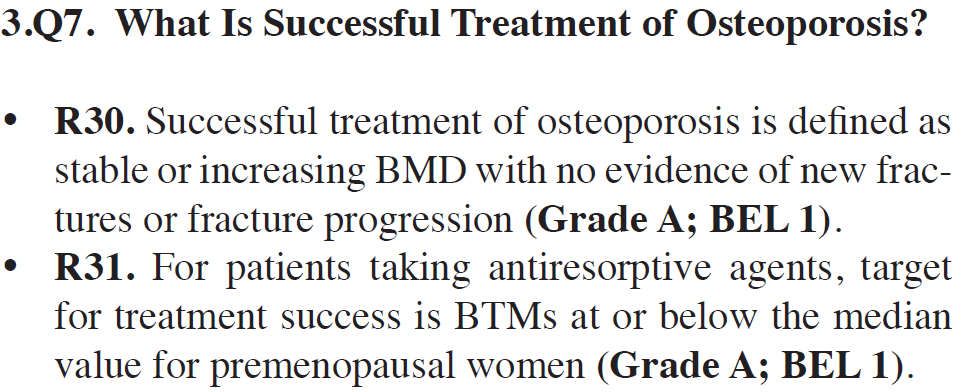 3.Q7. What Is Successful Treatment of Osteoporosis?
• R30. Successful treatment of osteoporosis is defined as
stable or increasing BMD with no evidence of new frac-
tures or fracture progression (Grade A; BEL 1).
• R31. For patients taking antiresorptive agents, target
for treatment success is BTMs at or below the median
value for premenopausal women (Grade A; BEL 1).